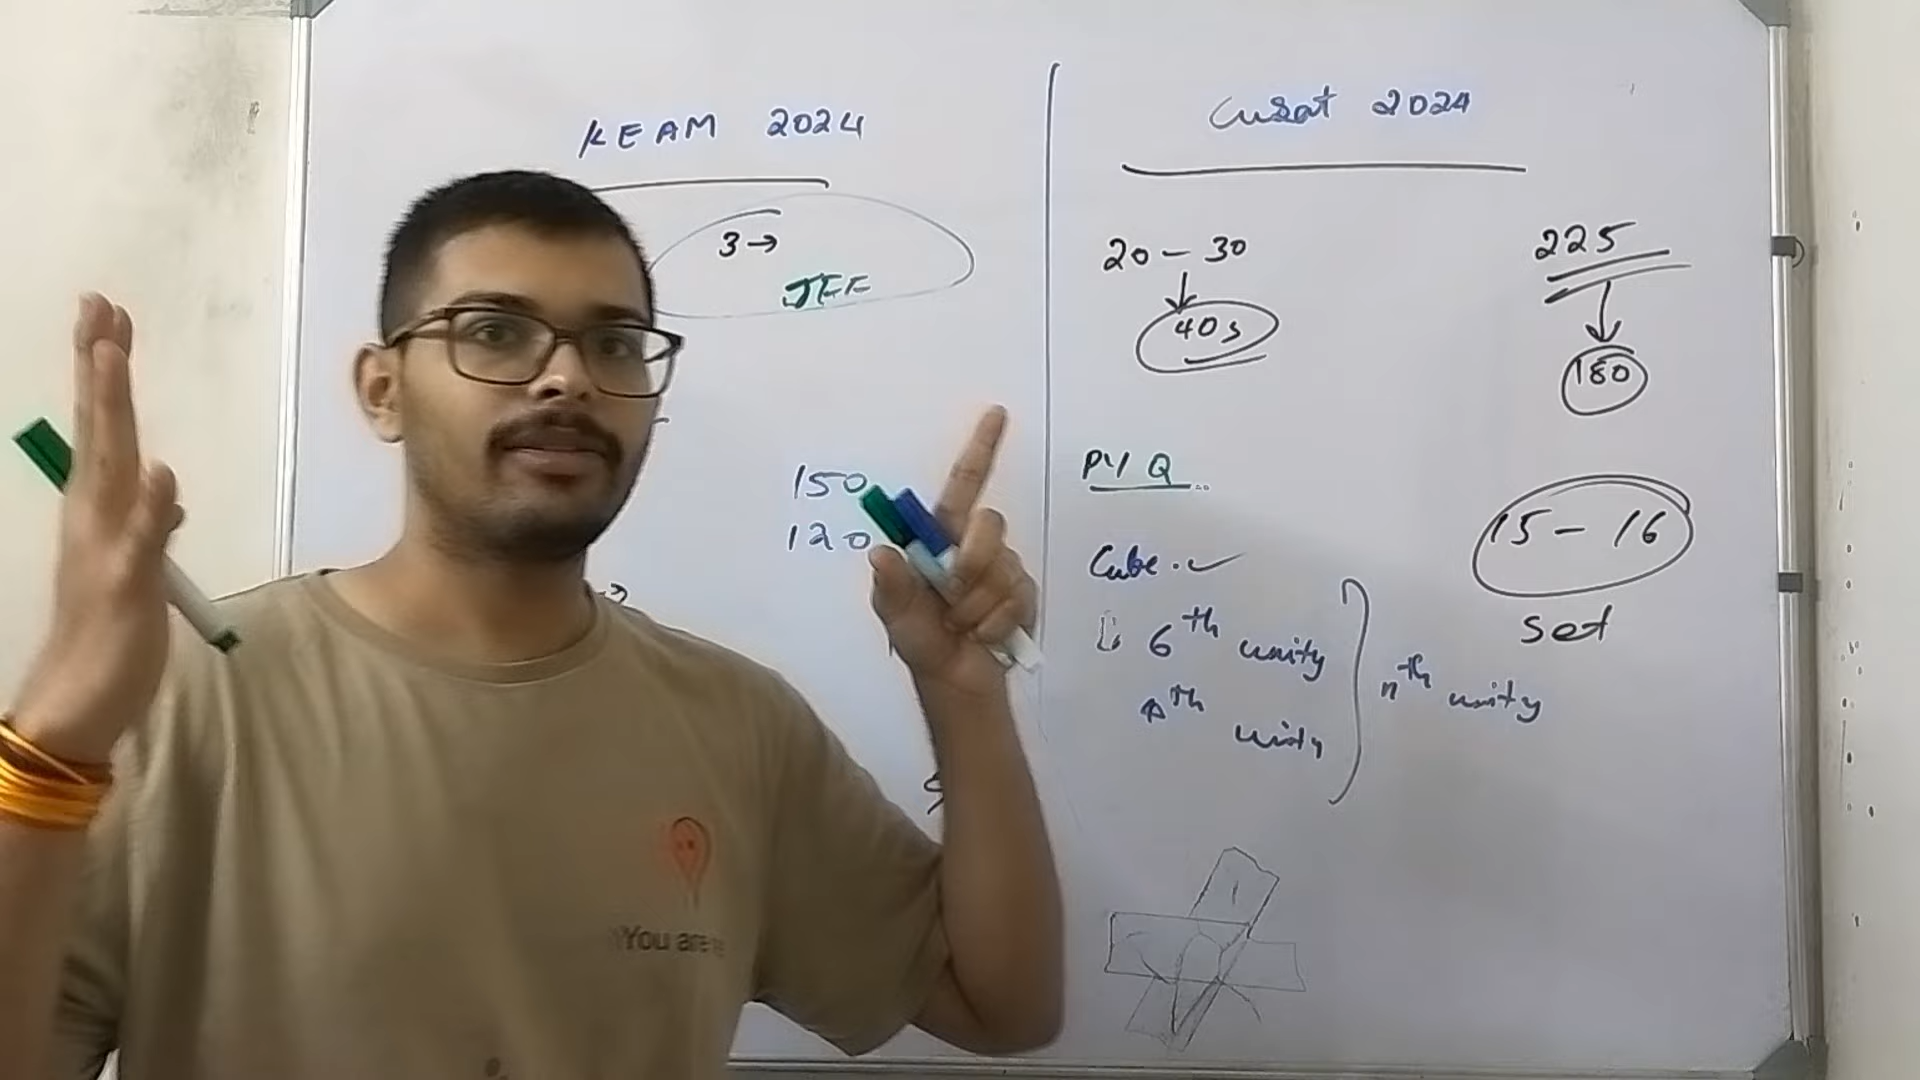 KEAM 2024
3 →
JEE
150
120
Cusat 2024
20 - 30
40s
225
180
PYQ
Cube.
15 - 16
set
6th unity
nth unity
nth unity
You are